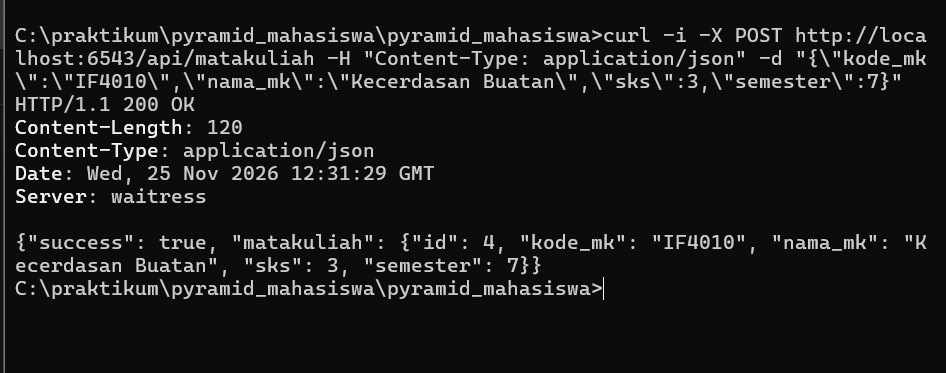 C:\praktikum\pyramid_mahasiswa\pyramid_mahasiswa>curl -i -X POST http://loca
lhost:6543/api/matakuliah -H "Content-Type: application/json" -d "{\"kode_mk
\":\"IF4010\",\"nama_mk\":\"Kecerdasan Buatan\",\"sks\":3,\"semester\":7}"
HTTP/1.1 200 OK
Content-Length: 120
Content-Type: application/json
Date: Wed, 25 Nov 2026 12:31:29 GMT
Server: waitress

{"success": true, "matakuliah": {"id": 4, "kode_mk": "IF4010", "nama_mk": "K
ecerdasan Buatan", "sks": 3, "semester": 7}}
C:\praktikum\pyramid_mahasiswa\pyramid_mahasiswa>